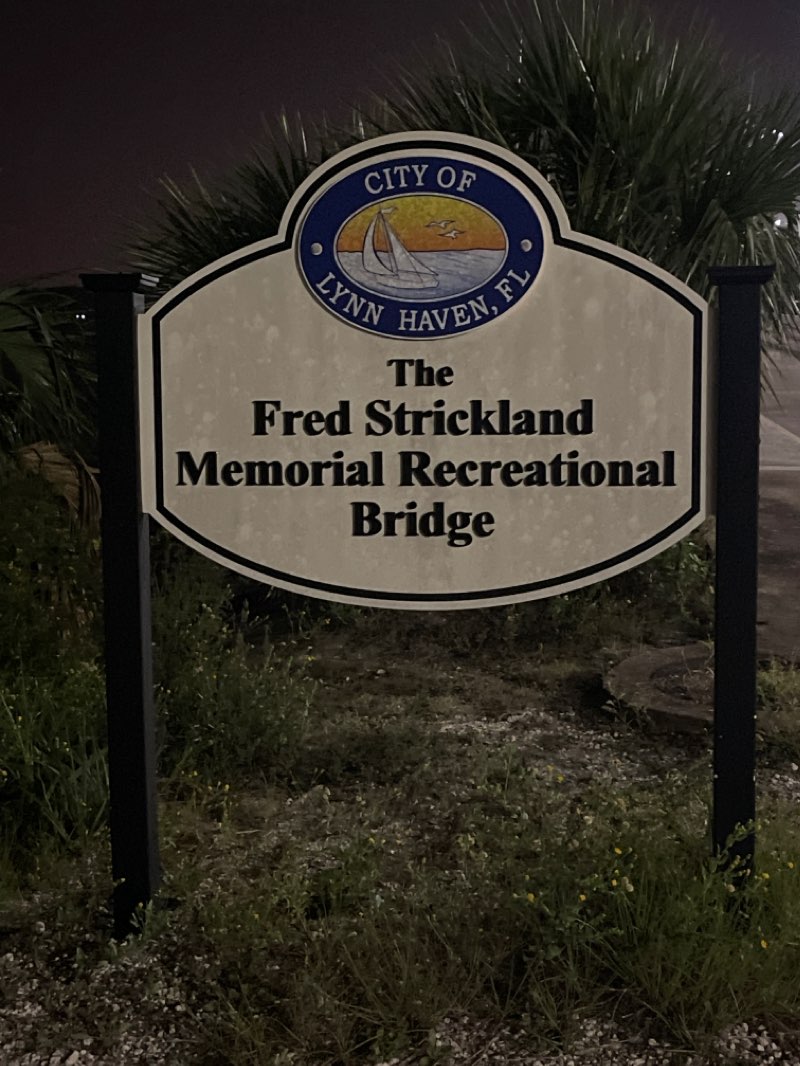 CITY OF
LYNN HAVEN, FL
The
Fred Strickland
Memorial Recreational
Bridge